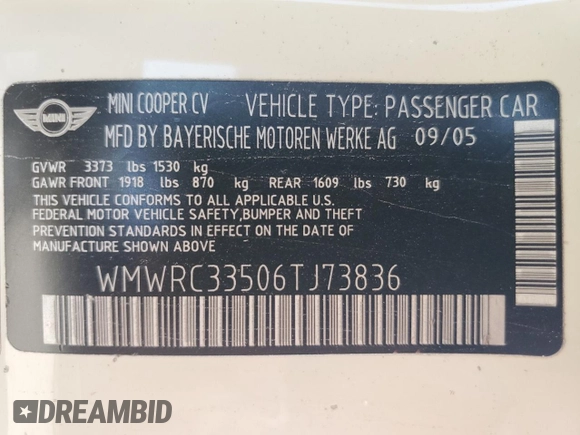 MINI
MINI COOPER CV VEHICLE TYPE: PASSENGER CAR
MFD BY BAYERISCHE MOTOREN WERKE AG 09/05
GVWR 3373 lbs 1530 kg
GAWR FRONT 1918 lbs 870 kg REAR 1609 lbs 730 kg
THIS VEHICLE CONFORMS TO ALL APPLICABLE U.S.
FEDERAL MOTOR VEHICLE SAFETY,BUMPER AND THEFT
PREVENTION STANDARDS IN EFFECT ON THE DATE OF
MANUFACTURE SHOWN ABOVE
WMWRC33506TJ73836
DREAMBID